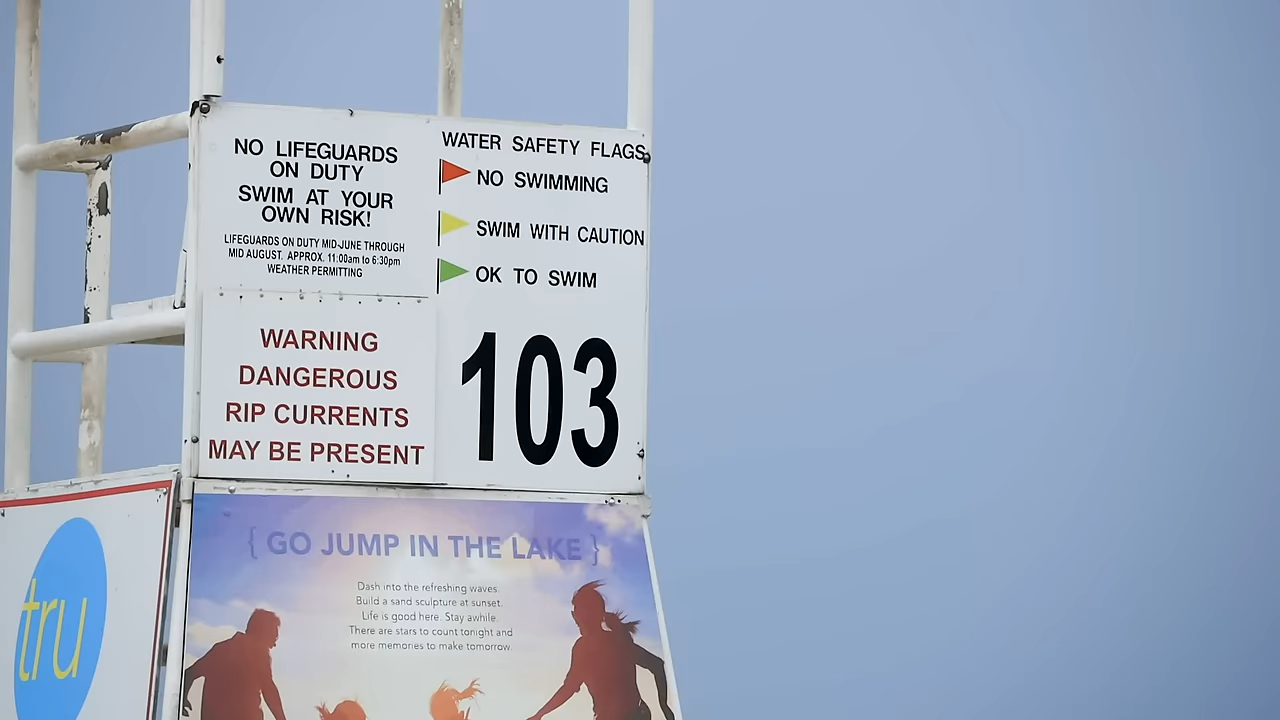 NO LIFEGUARDS
ON DUTY
SWIM AT YOUR
OWN RISK!
LIFEGUARDS ON DUTY MID-JUNE THROUGH
MID AUGUST. APPROX. 11:00am to 6:30pm
WEATHER PERMITTING
WATER SAFETY FLAGS
NO SWIMMING
SWIM WITH CAUTION
OK TO SWIM
WARNING
DANGEROUS
RIP CURRENTS
MAY BE PRESENT
103
tru
{ GO JUMP IN THE LAKE }
Dash into the refreshing waves.
Build a sand sculpture at sunset.
Life is good here. Stay awhile.
There are stars to count tonight and
more memories to make tomorrow.